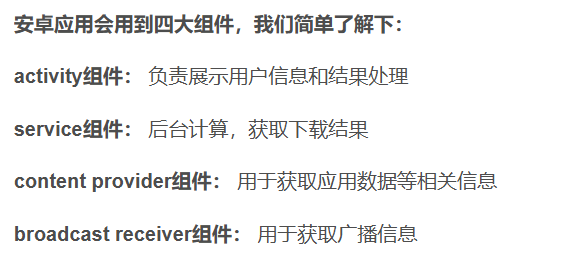 安卓应用会用到四大组件，我们简单了解下：
activity组件： 负责展示用户信息和结果处理
service组件： 后台计算，获取下载结果
content provider组件： 用于获取应用数据等相关信息
broadcast receiver组件： 用于获取广播信息